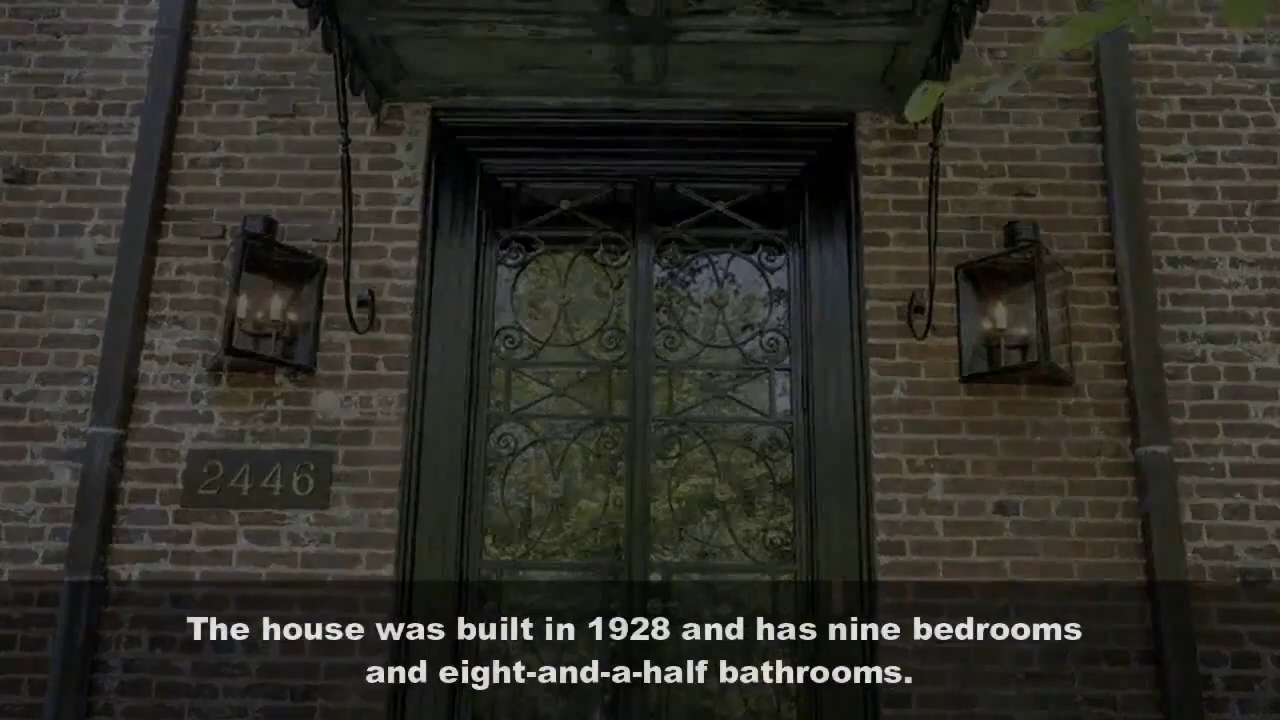 2446
The house was built in 1928 and has nine bedrooms
and eight-and-a-half bathrooms.